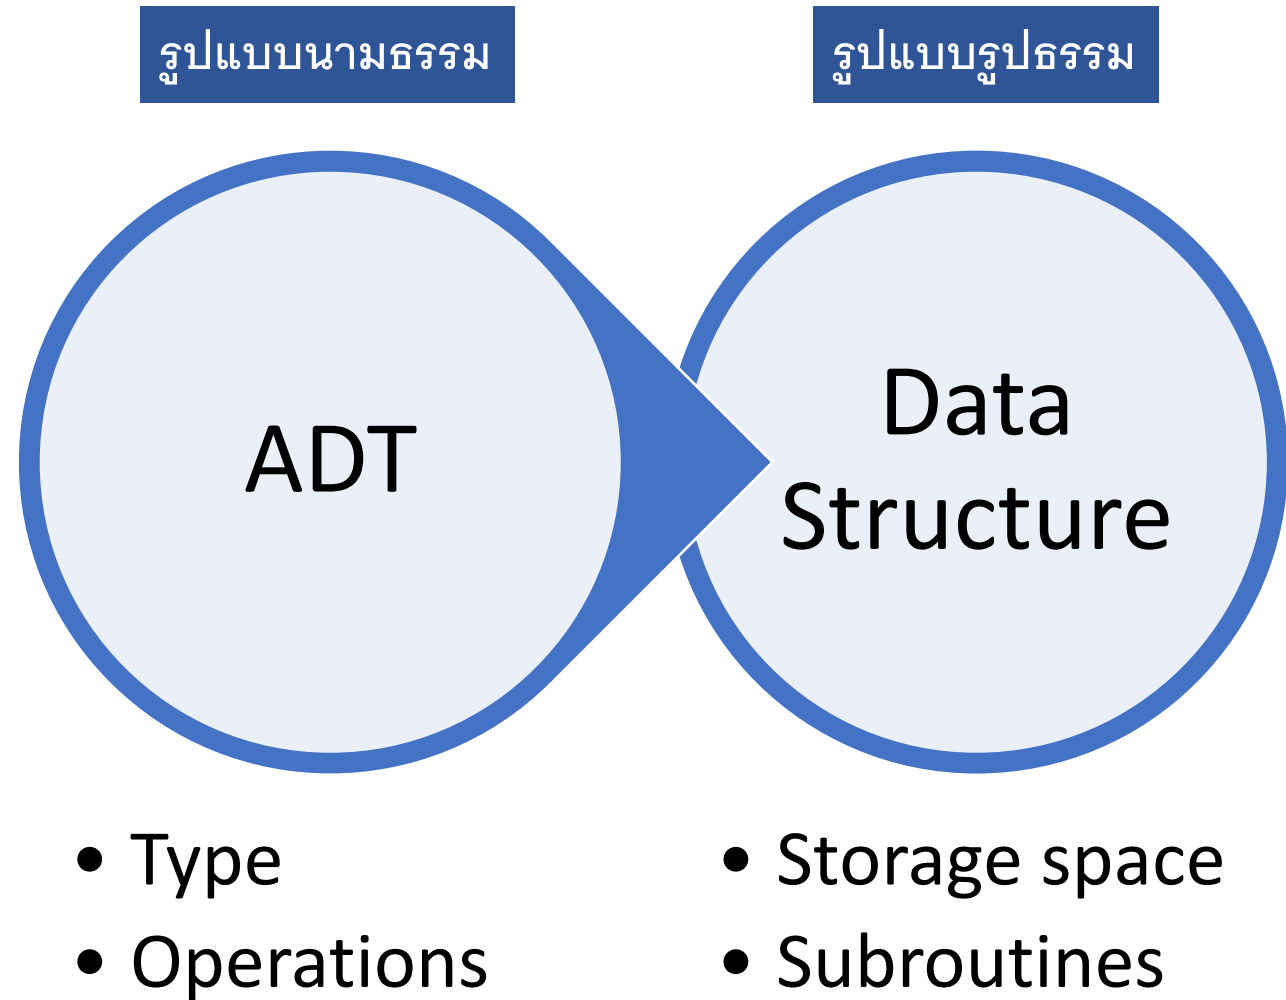 รูปแบบนามธรรม
รูปแบบรูปธรรม
ADT
Data
Structure
• Type
• Operations
• Storage space
• Subroutines